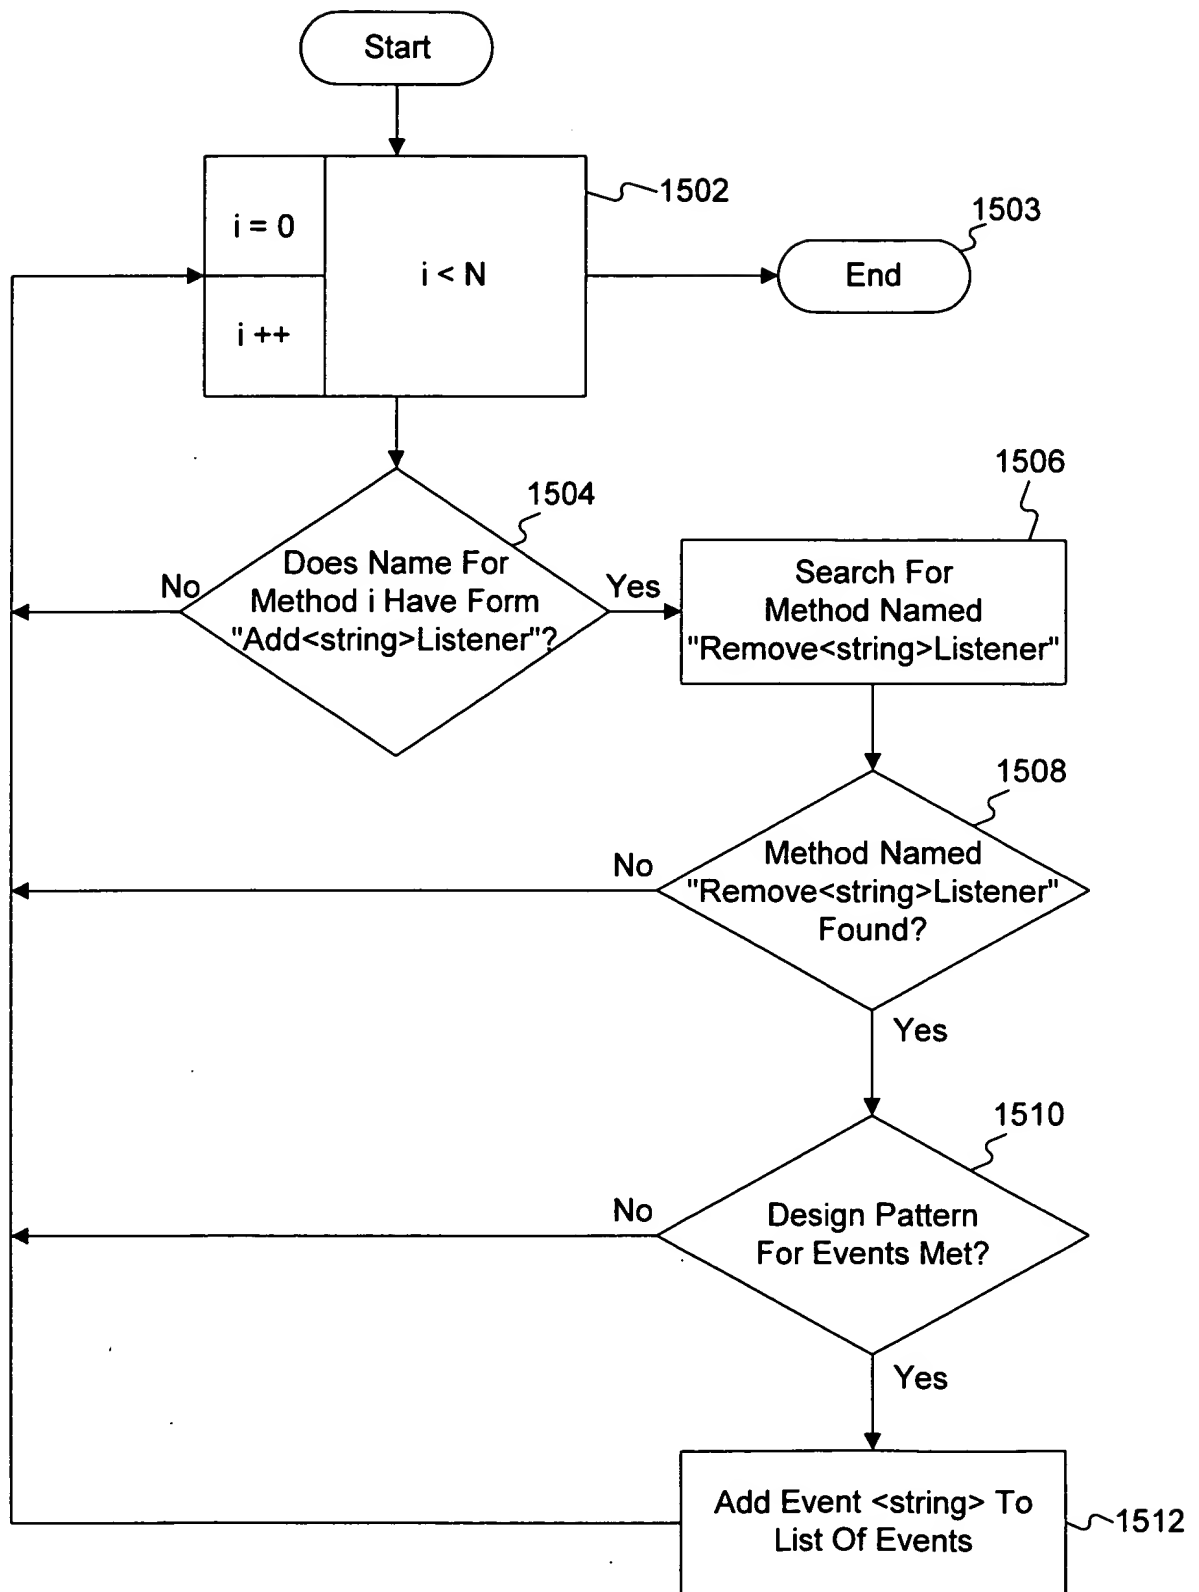 Start
1502
i = 0
i < N
i ++
1503
End
1504
Does Name For
Method i Have Form
"Add<string>Listener"?
No
Yes
1506
Search For
Method Named
"Remove<string>Listener"
1508
Method Named
"Remove<string>Listener"
Found?
No
Yes
1510
Design Pattern
For Events Met?
No
Yes
Add Event <string> To
List Of Events
1512